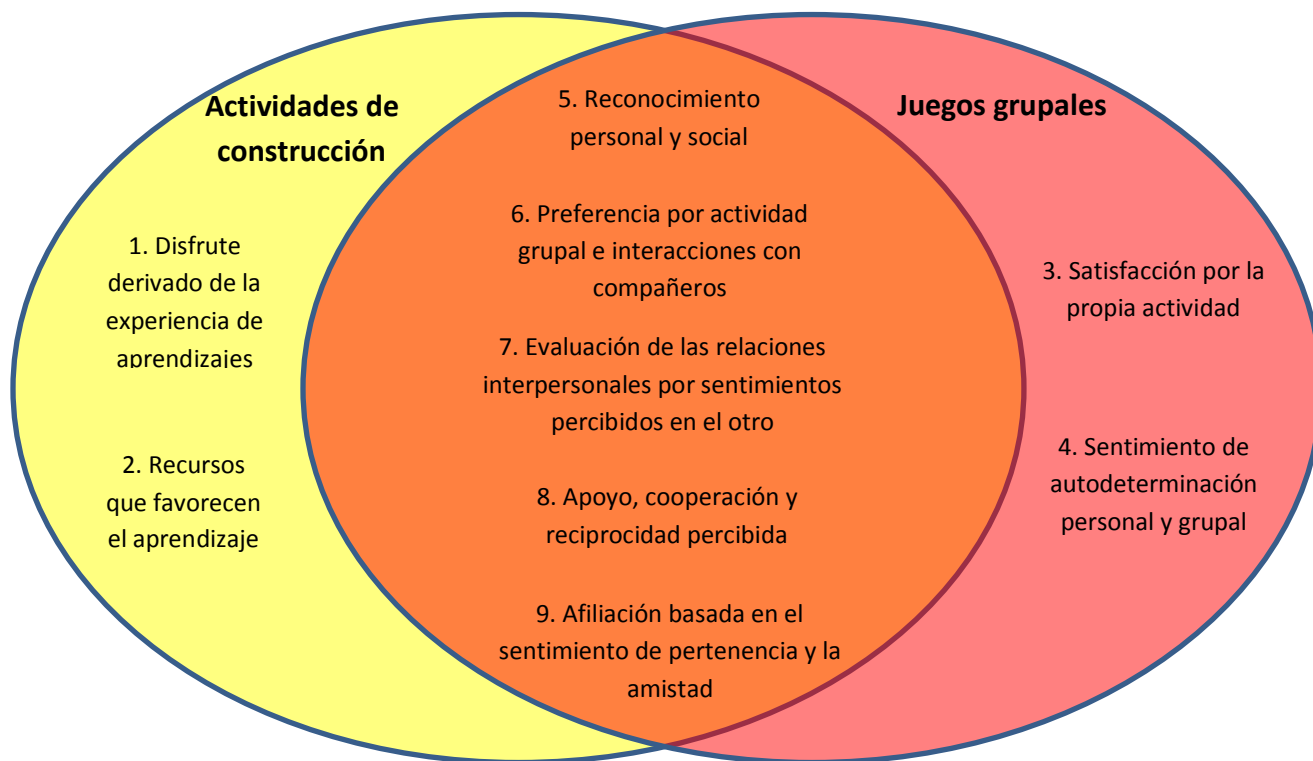 Actividades de
construcción
1. Disfrute
derivado de la
experiencia de
aprendizajes
2. Recursos
que favorecen
el aprendizaje
5. Reconocimiento
personal y social
6. Preferencia por actividad
grupal e interacciones con
compañeros
7. Evaluación de las relaciones
interpersonales por sentimientos
percibidos en el otro
8. Apoyo, cooperación y
reciprocidad percibida
9. Afiliación basada en el
sentimiento de pertenencia y la
amistad
Juegos grupales
3. Satisfacción por la
propia actividad
4. Sentimiento de
autodeterminación
personal y grupal